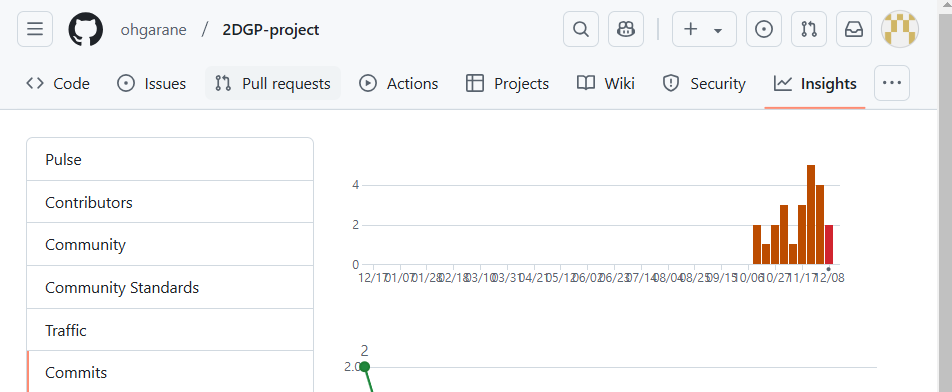 ohgarane / 2DGP-project
Code Issues Pull requests Actions Projects Wiki Security Insights
Pulse
Contributors
Community
Community Standards
Traffic
Commits
4
2
0
12/17 01/07 01/28 02/18 03/10 03/31 04/21 05/12 06/02 06/23 07/14 08/04 08/25 09/15 10/06 10/27 11/17 12/08
2
2.0